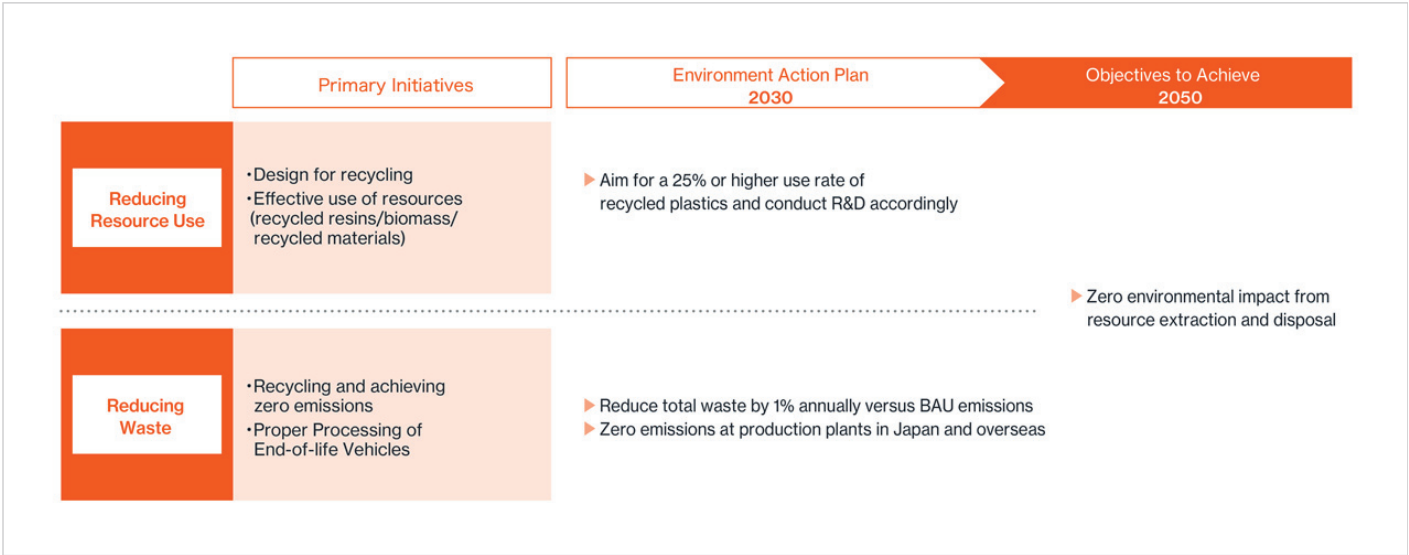 Primary Initiatives
Environment Action Plan
2030
Objectives to Achieve
2050
Reducing
Resource Use
・Design for recycling
・Effective use of resources
(recycled resins/biomass/
recycled materials)
▶ Aim for a 25% or higher use rate of
recycled plastics and conduct R&D accordingly
▶ Zero environmental impact from
resource extraction and disposal
Reducing
Waste
・Recycling and achieving
zero emissions
・Proper Processing of
End-of-life Vehicles
▶ Reduce total waste by 1% annually versus BAU emissions
▶ Zero emissions at production plants in Japan and overseas